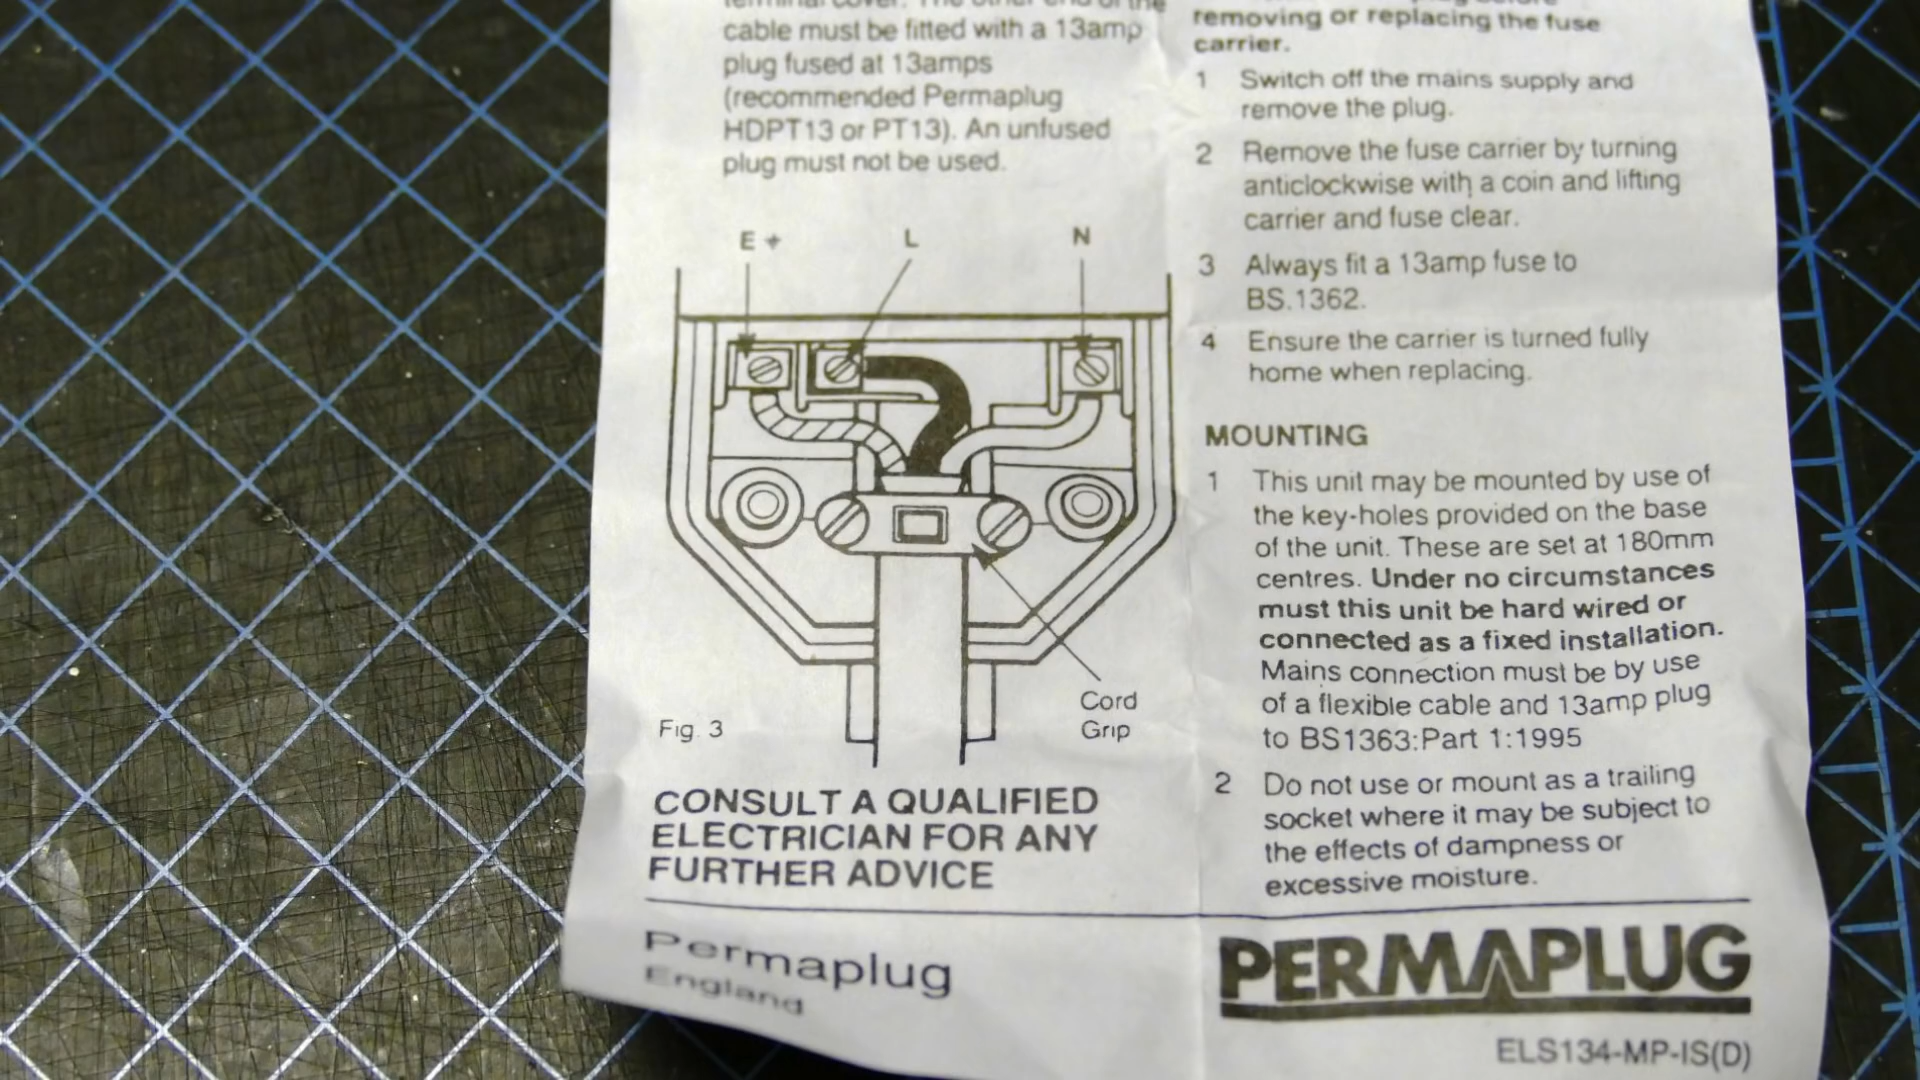 terminal cover. The other end of the
cable must be fitted with a 13amp
plug fused at 13amps
(recommended Permaplug
HDPT13 or PT13). An unfused
plug must not be used.
E +
L
N
Cord
Grip
Fig. 3
CONSULT A QUALIFIED
ELECTRICIAN FOR ANY
FURTHER ADVICE
removing or replacing the fuse
carrier.
1 Switch off the mains supply and
remove the plug.
2 Remove the fuse carrier by turning
anticlockwise with a coin and lifting
carrier and fuse clear.
3 Always fit a 13amp fuse to
BS.1362.
4 Ensure the carrier is turned fully
home when replacing.
MOUNTING
1 This unit may be mounted by use of
the key-holes provided on the base
of the unit. These are set at 180mm
centres. Under no circumstances
must this unit be hard wired or
connected as a fixed installation.
Mains connection must be by use
of a flexible cable and 13amp plug
to BS1363:Part 1:1995
2 Do not use or mount as a trailing
socket where it may be subject to
the effects of dampness or
excessive moisture.
Permaplug
England
PERMAPLUG
ELS134-MP-IS(D)